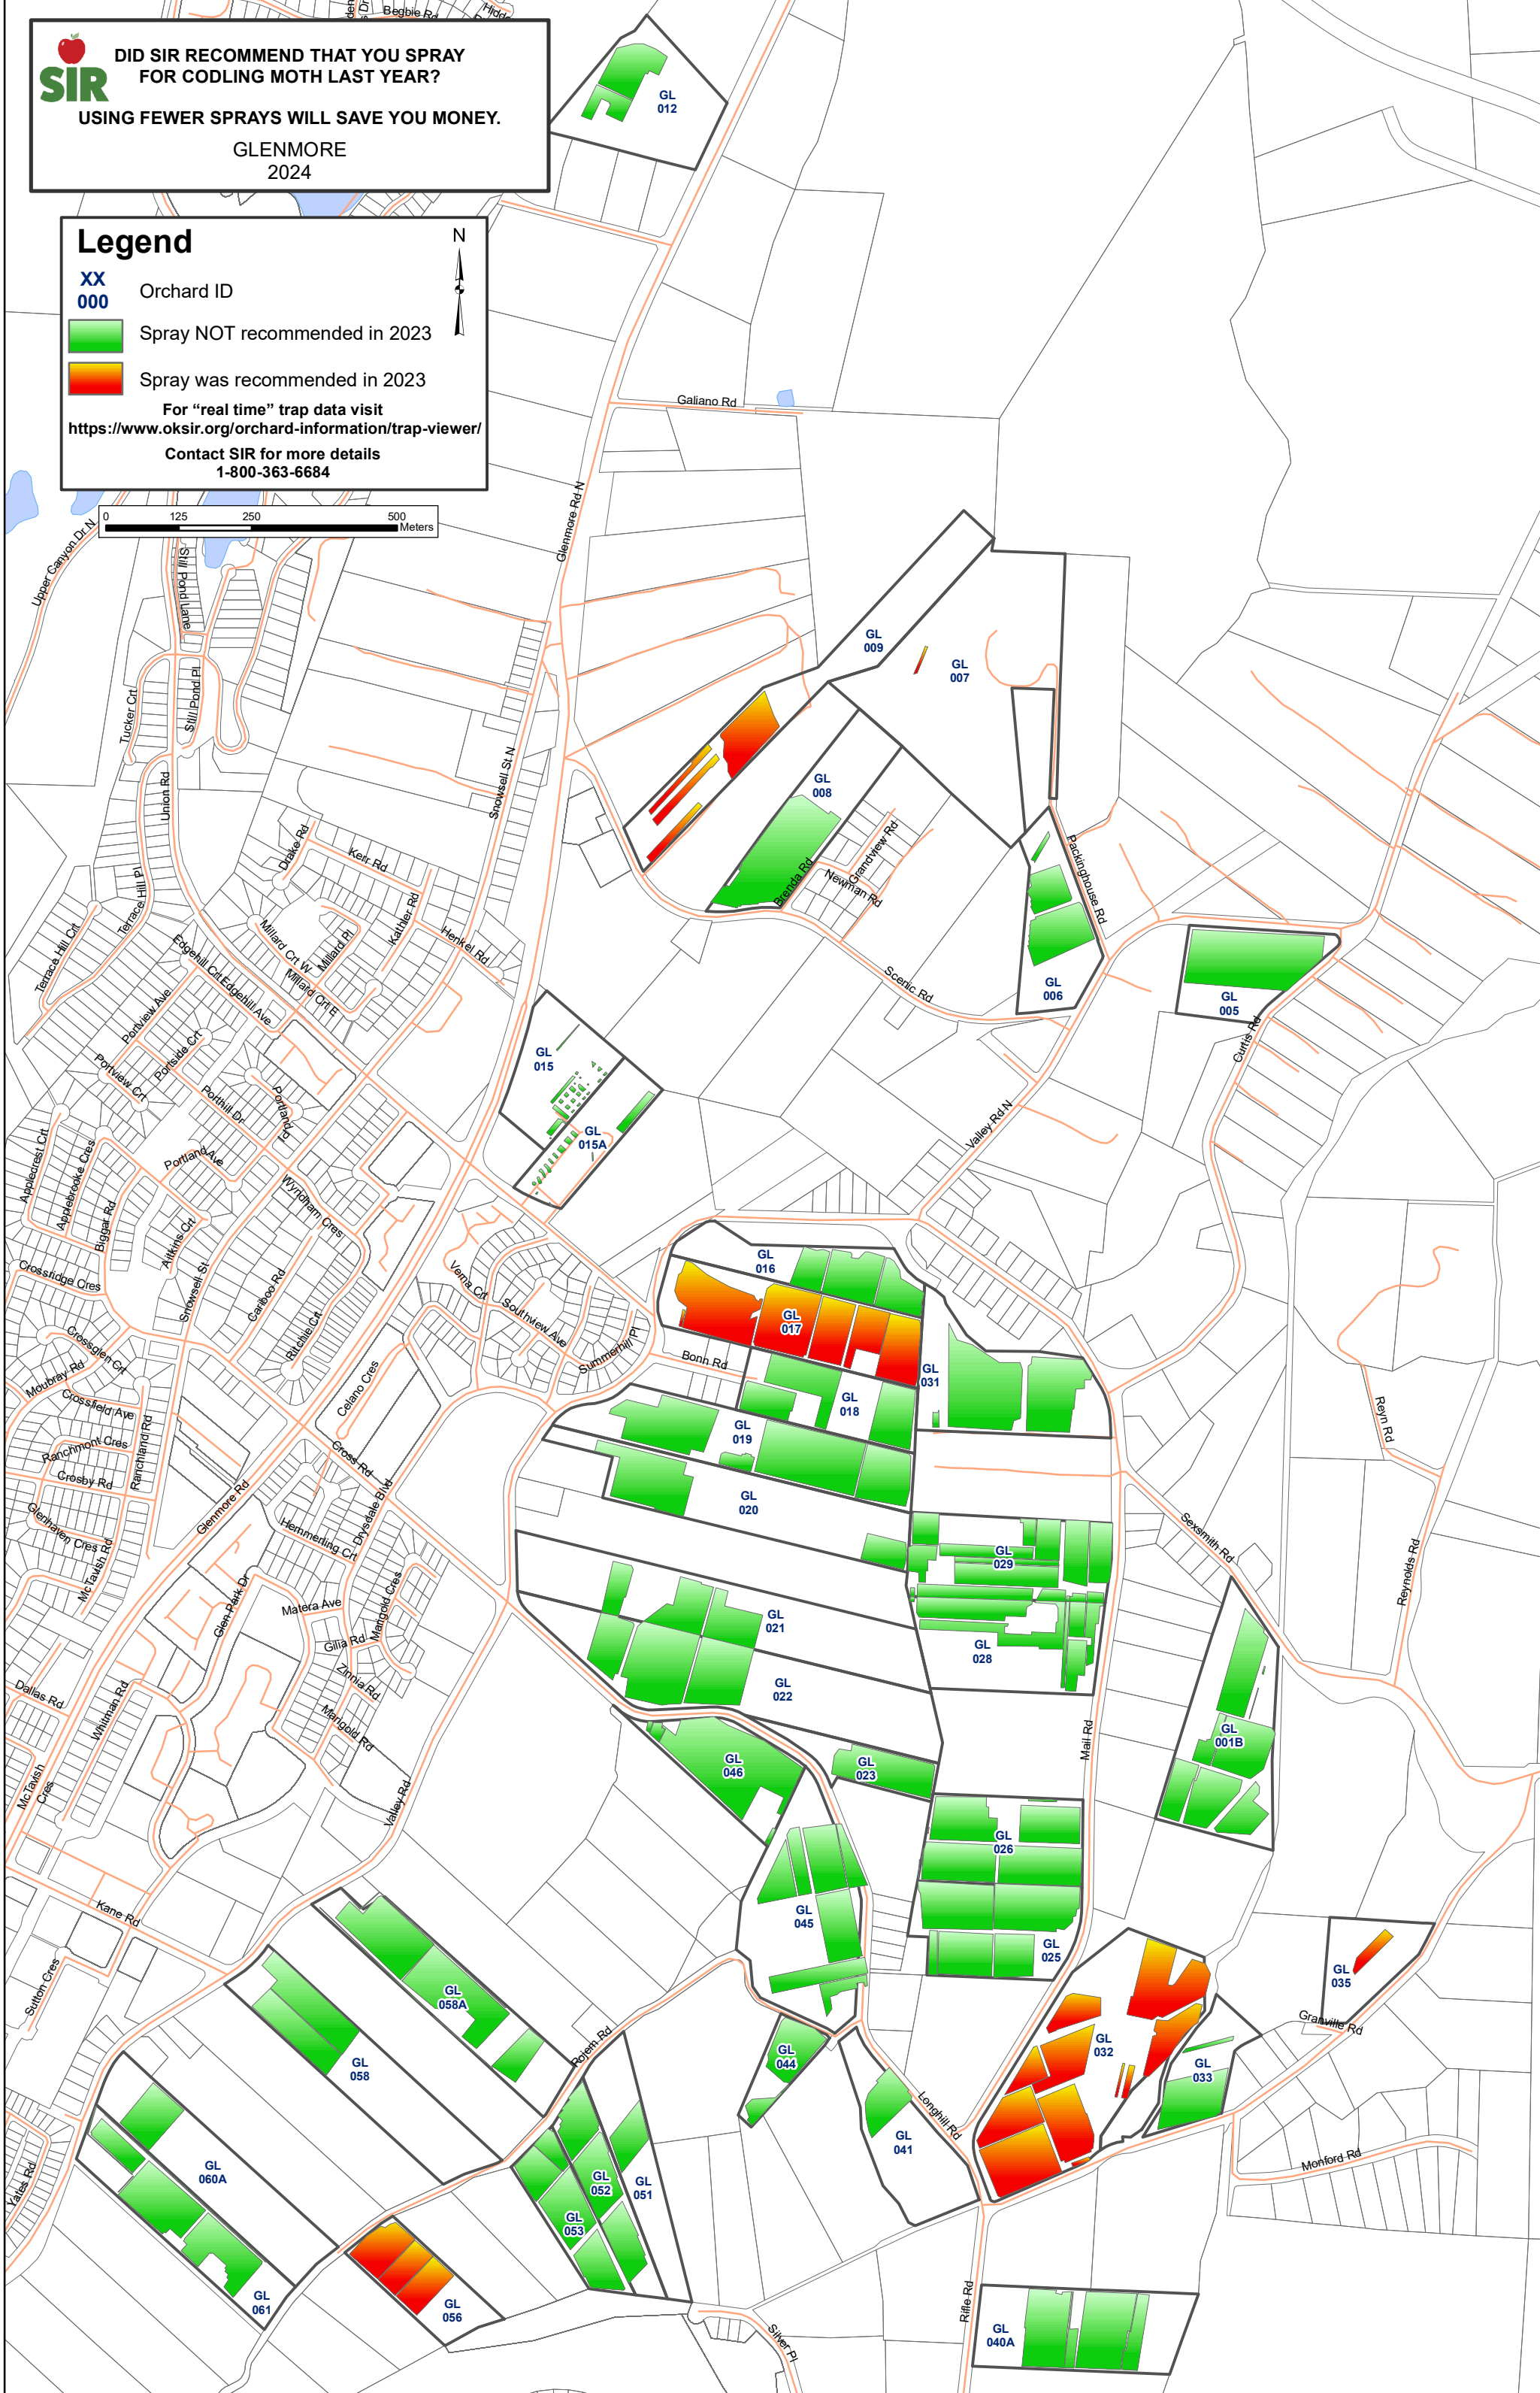 Begbie Rd
SIR
DID SIR RECOMMEND THAT YOU SPRAY
FOR CODLING MOTH LAST YEAR?
USING FEWER SPRAYS WILL SAVE YOU MONEY.
GLENMORE
2024
Legend
N
XX
000
Orchard ID
Spray NOT recommended in 2023
Spray was recommended in 2023
For “real time” trap data visit
https://www.oksir.org/orchard-information/trap-viewer/
Contact SIR for more details
1-800-363-6684
0 125 250 500
Meters
GL
012
Galiano Rd
Glenmore Rd N
Upper Canyon Dr N
Still Pond Lane
Still Pond Pl
Tucker Crt
Union Rd
Snowsell St N
GL
009
GL
007
GL
008
Drake Rd
Kerr Rd
Kathler Rd
Henkel Rd
Terrace Hill Pl
Terrace Hill Crt
Millard Crt W
Millard Pl
Millard Crt E
Edgehill Crt
Edgehill Ave
Grandview Rd
Newman Rd
Brenda Rd
Packinghouse Rd
Scenic Rd
GL
006
GL
005
Curtis Rd
Portview Ave
Portside Crt
Portview Crt
Porthill Dr
Portland Pl
Portland Ave
GL
015
GL
015A
Valley Rd N
Applecrest Crt
Applebrooke Cres
Biggar Rd
Aitkins Crt
Wyndham Cres
Crossridge Cres
Snowsell St
Cariboo Rd
Ritchie Crt
Verna Crt
Southview Ave
Summerhill Pl
GL
016
GL
017
Bonn Rd
GL
018
GL
031
GL
019
GL
020
Crossglen Crt
Moubray Rd
Crossfield Ave
Ranchmont Cres
Crosby Rd
Ranchland Rd
Celano Cres
Cross Rd
Glenmore Rd
Drysdale Blvd
Hemmerling Crt
Glenhaven Cres
McTavish Rd
Glen Park Dr
Matera Ave
Marigold Cres
Gilia Rd
Zinnia Rd
Marigold Rd
Reyn Rd
Reynolds Rd
Sexsmith Rd
GL
029
GL
028
GL
021
GL
022
GL
001B
Dallas Rd
Whitman Rd
McTavish
Cres
Valley Rd
Mail Rd
GL
046
GL
023
GL
026
GL
045
GL
025
Kane Rd
Sutton Cres
GL
058A
GL
058
Rojem Rd
GL
035
Granville Rd
GL
032
GL
033
GL
044
GL
041
Longhill Rd
Monford Rd
Yates Rd
GL
060A
GL
061
GL
052
GL
051
GL
053
GL
056
Rifle Rd
GL
040A
Silver Pl